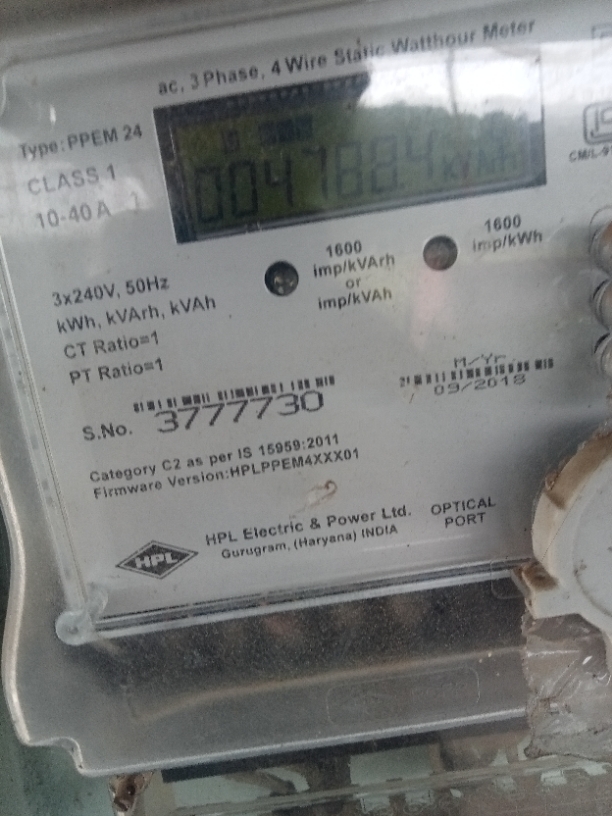 ac, 3 Phase, 4 Wire Static Watthour Meter
Type:PPEM 24
CLASS 1
10-40A
004788.4
CM/L-
1600
imp/kVArh
or
imp/kVAh
1600
imp/kWh
3x240V, 50Hz
kWh, kVArh, kVAh
CT Ratio=1
PT Ratio=1
M/Yr.
09/2018
S.No. 3777730
Category C2 as per IS 15959:2011
Firmware Version:HPLPPEM4XXX01
HPL
HPL Electric & Power Ltd.
Gurugram, (Haryana) INDIA
OPTICAL
PORT